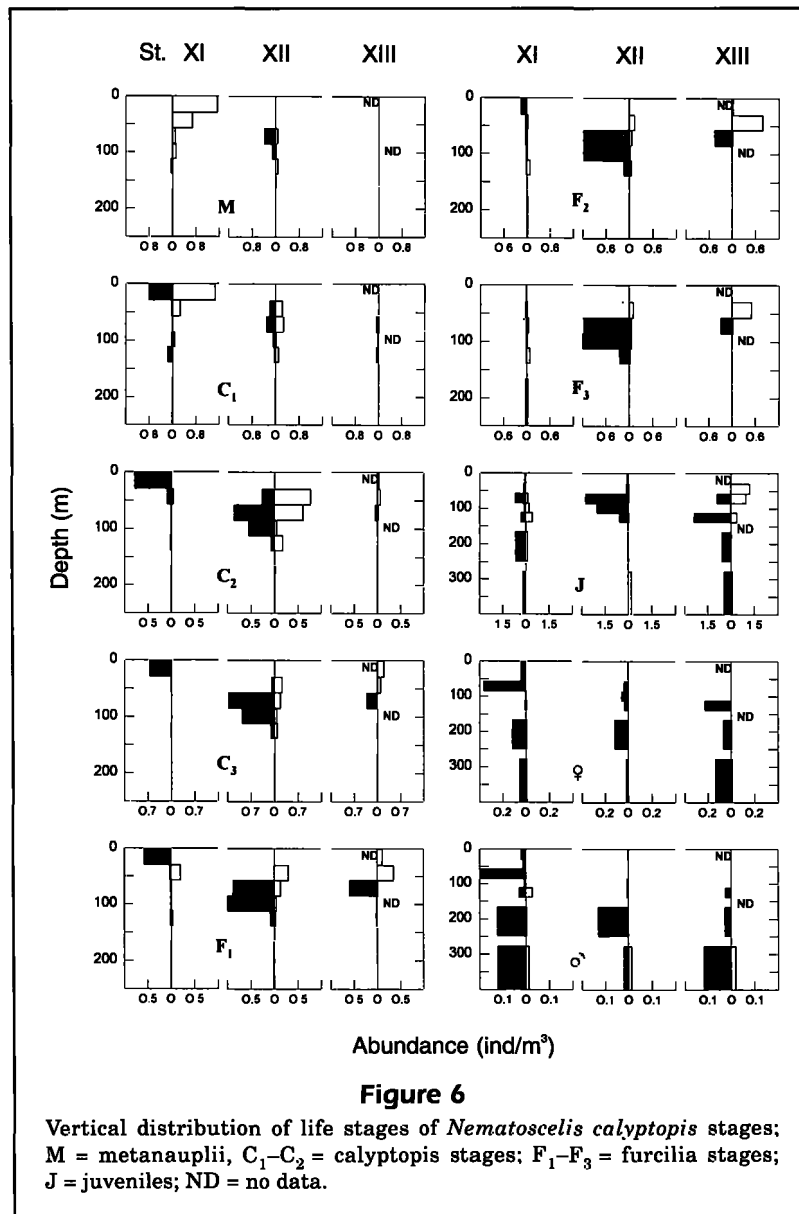 St. XI XII XIII XI XII XIII
0 ND 0 ND
100 ND 100 ND
200 M 200 F2
0.8 0 0.8 0.8 0 0.8 0.8 0 0.8 0.6 0 0.6 0.6 0 0.6 0.6 0 0.6
0 ND 0 ND
100 ND 100 ND
200 C1 200 F3
0.8 0 0.8 0.8 0 0.8 0.8 0 0.8 0.6 0 0.6 0.6 0 0.6 0.6 0 0.6
Depth (m)
0 ND 0 ND
100 ND 100 ND
200 C2 200
300 J
0.5 0 0.5 0.5 0 0.5 0.5 0 0.5 1.5 0 1.5 1.5 0 1.5 1.5 0 1.5
0 ND 0 ND
100 ND 100 ND
200 C3 200
300 ♀
0.7 0 0.7 0.7 0 0.7 0.7 0 0.7 0.2 0 0.2 0.2 0 0.2 0.2 0 0.2
0 ND 0 ND
100 ND 100 ND
200 F1 200
300 ♂
0.5 0 0.5 0.5 0 0.5 0.5 0 0.5 0.1 0 0.1 0.1 0 0.1 0.1 0 0.1
Abundance (ind/m³)
Figure 6
Vertical distribution of life stages of Nematoscelis calyptopis stages;
M = metanauplii, C1–C2 = calyptopis stages; F1–F3 = furcilia stages;
J = juveniles; ND = no data.